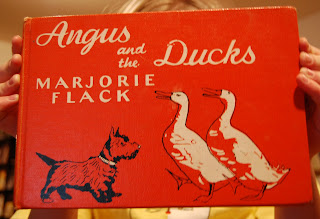 Angus
and
the Ducks
MARJORIE
FLACK